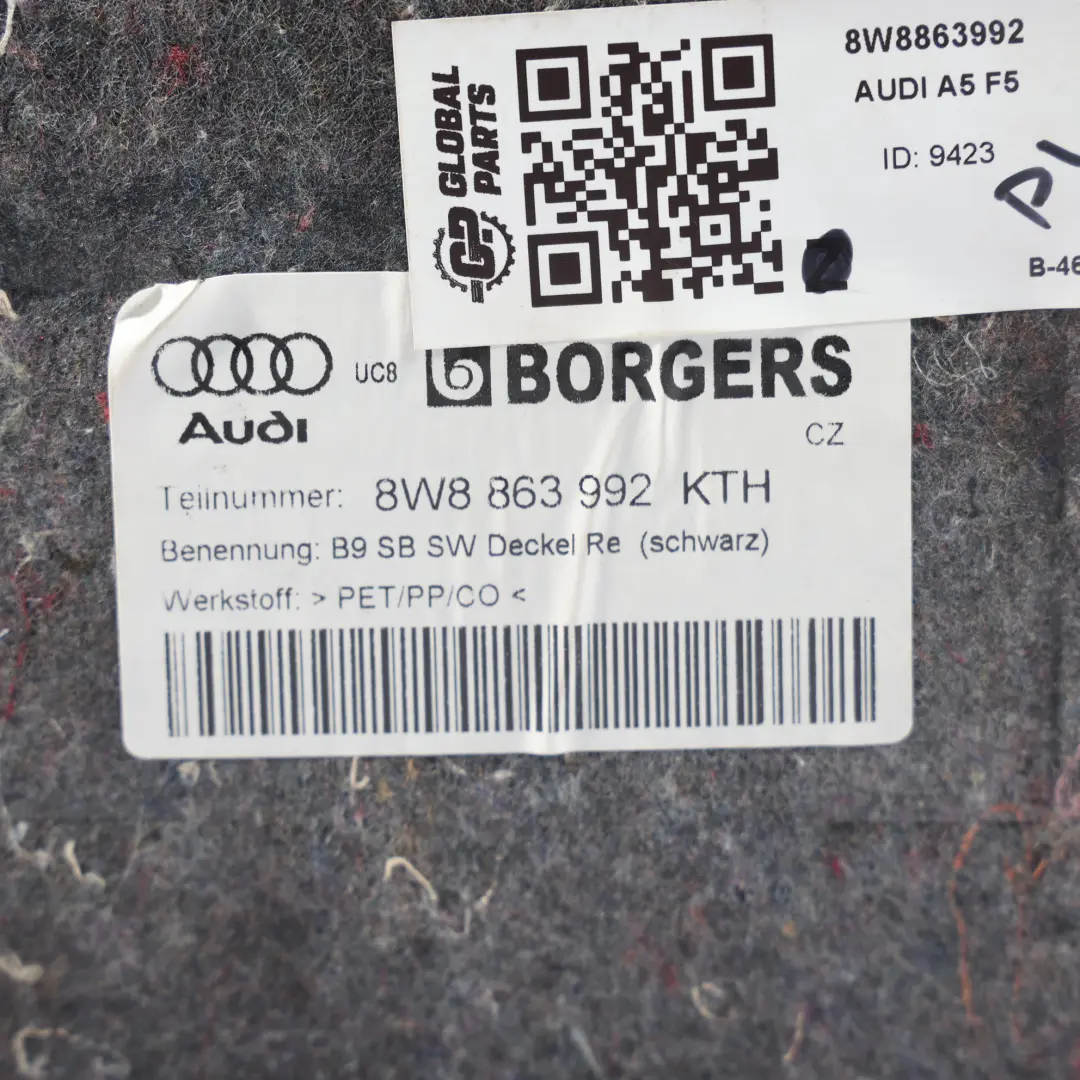 GLOBAL
PARTS
GP
8W8863992
AUDI A5 F5
ID: 9423
B-46
Audi
UC8
BORGERS
CZ
Teilnummer: 8W8 863 992 KTH
Benennung: B9 SB SW Deckel Re (schwarz)
Werkstoff: > PET/PP/CO <